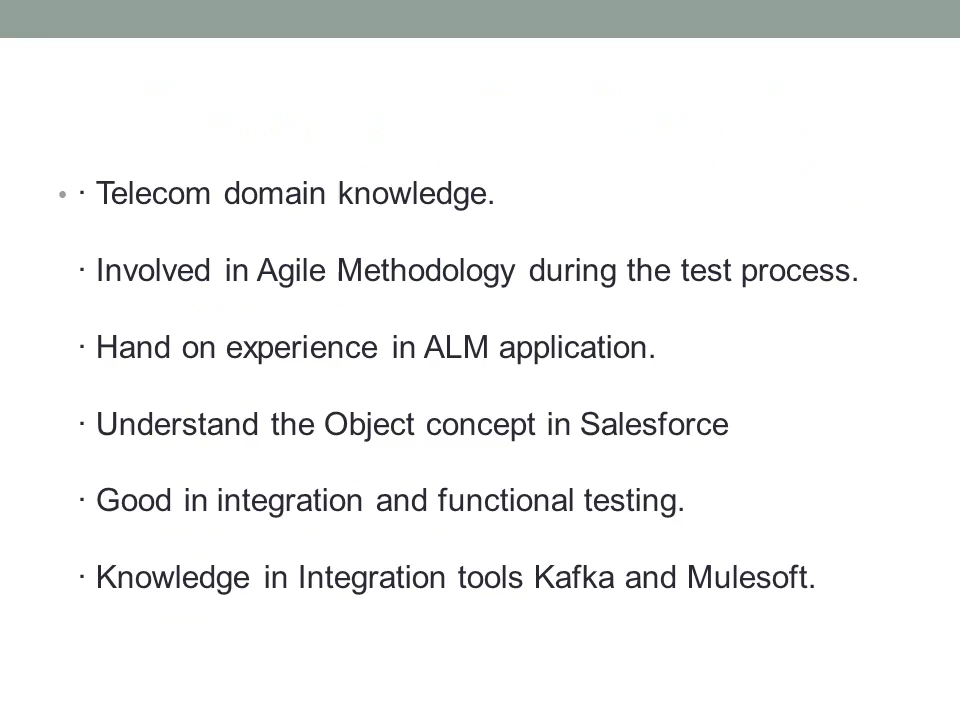 • · Telecom domain knowledge.
· Involved in Agile Methodology during the test process.
· Hand on experience in ALM application.
· Understand the Object concept in Salesforce
· Good in integration and functional testing.
· Knowledge in Integration tools Kafka and Mulesoft.